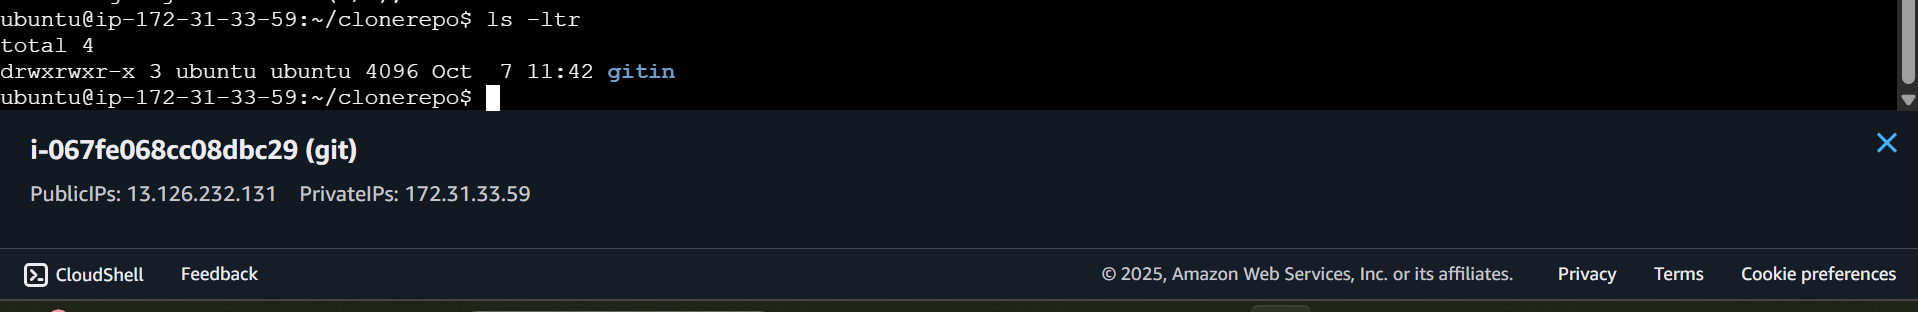 ubuntu@ip-172-31-33-59:~/clonerepo$ ls -ltr
total 4
drwxrwxr-x 3 ubuntu ubuntu 4096 Oct  7 11:42 gitin
ubuntu@ip-172-31-33-59:~/clonerepo$
i-067fe068cc08dbc29 (git)
PublicIPs: 13.126.232.131 PrivateIPs: 172.31.33.59
CloudShell Feedback © 2025, Amazon Web Services, Inc. or its affiliates. Privacy Terms Cookie preferences